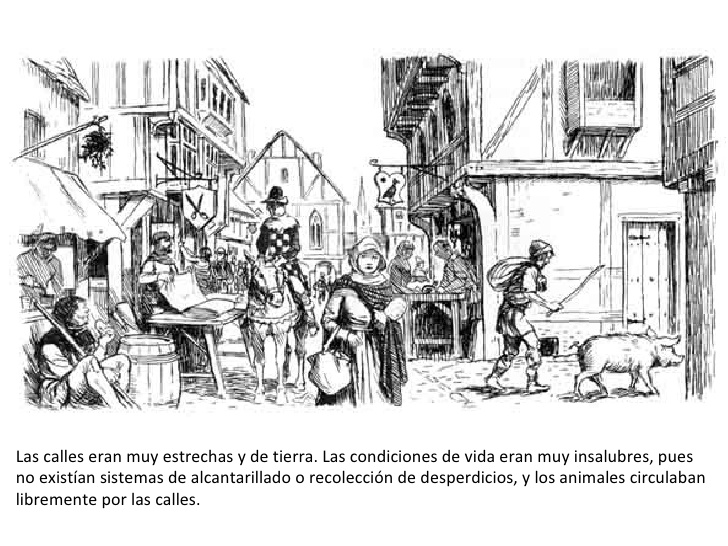 Las calles eran muy estrechas y de tierra. Las condiciones de vida eran muy insalubres, pues
no existían sistemas de alcantarillado o recolección de desperdicios, y los animales circulaban
libremente por las calles.